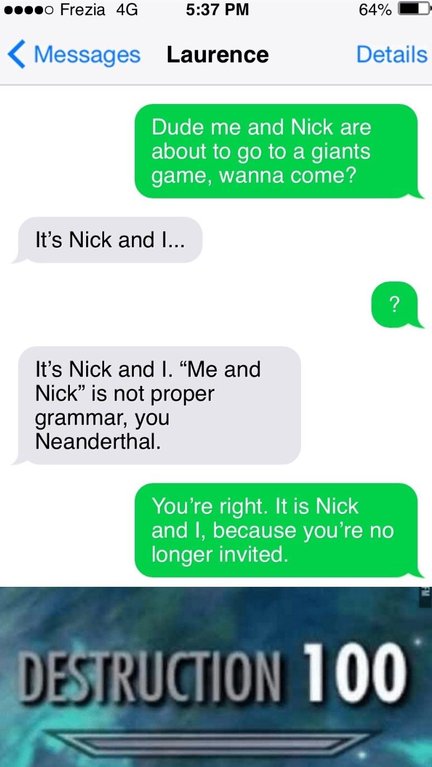 Frezia 4G 5:37 PM 64%
Messages Laurence Details
Dude me and Nick are
about to go to a giants
game, wanna come?
It’s Nick and I...
?
It’s Nick and I. “Me and
Nick” is not proper
grammar, you
Neanderthal.
You’re right. It is Nick
and I, because you’re no
longer invited.
DESTRUCTION 100